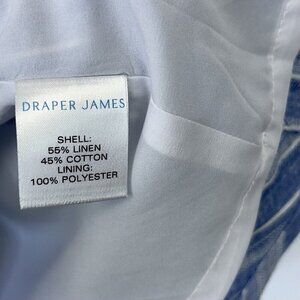 DRAPER JAMES
SHELL:
55% LINEN
45% COTTON
LINING:
100% POLYESTER